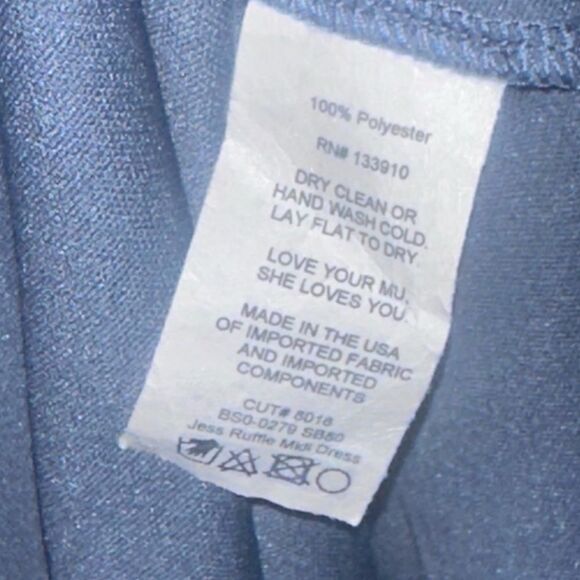 100% Polyester
RN# 133910
DRY CLEAN OR
HAND WASH COLD.
LAY FLAT TO DRY.
LOVE YOUR MU,
SHE LOVES YOU.
MADE IN THE USA
OF IMPORTED FABRIC
AND IMPORTED
COMPONENTS
CUT# 5016
BS0-0279 SB50
Jess Ruffle Midi Dress